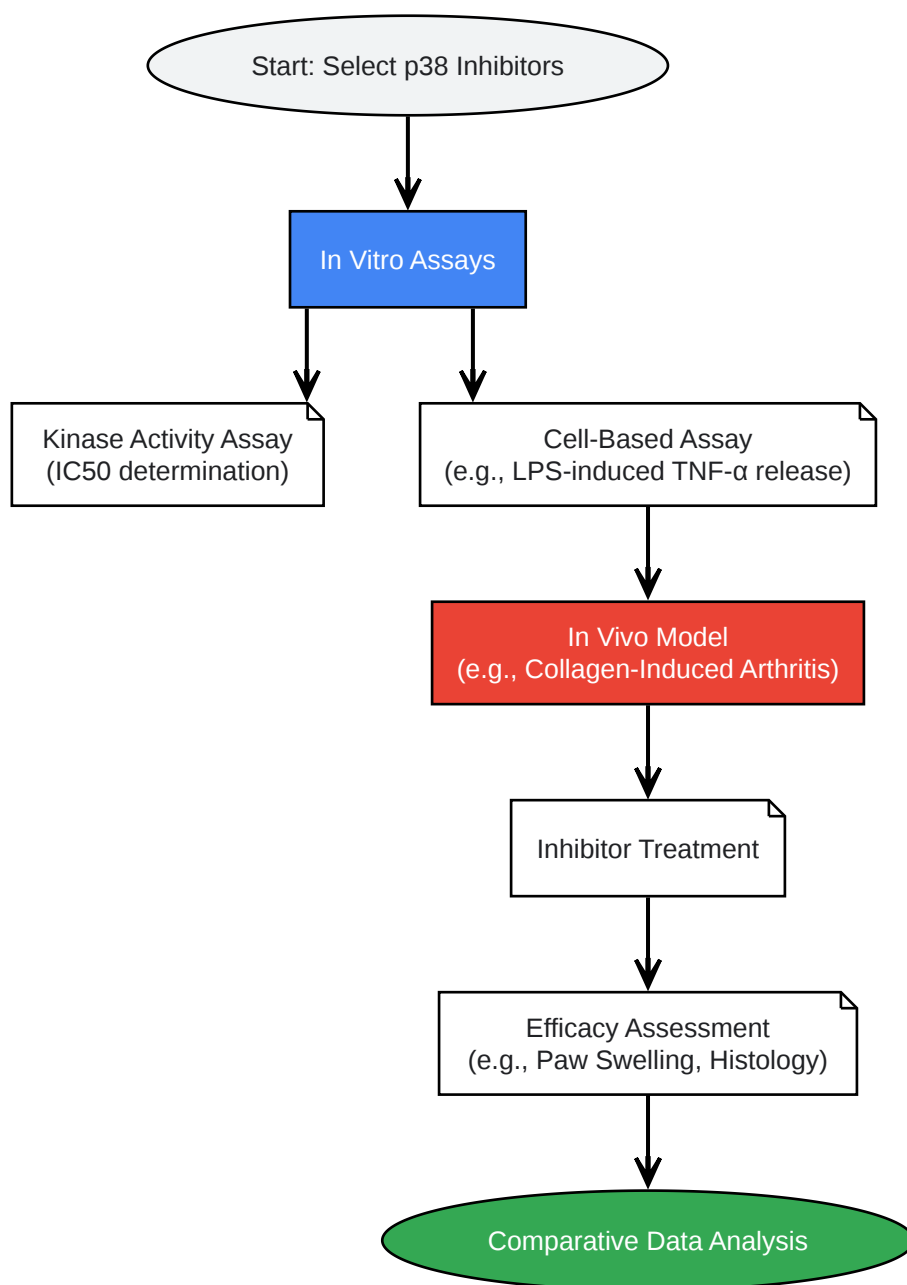 Start: Select p38 Inhibitors
In Vitro Assays
Kinase Activity Assay
(IC50 determination)
Cell-Based Assay
(e.g., LPS-induced TNF-α release)
In Vivo Model
(e.g., Collagen-Induced Arthritis)
Inhibitor Treatment
Efficacy Assessment
(e.g., Paw Swelling, Histology)
Comparative Data Analysis